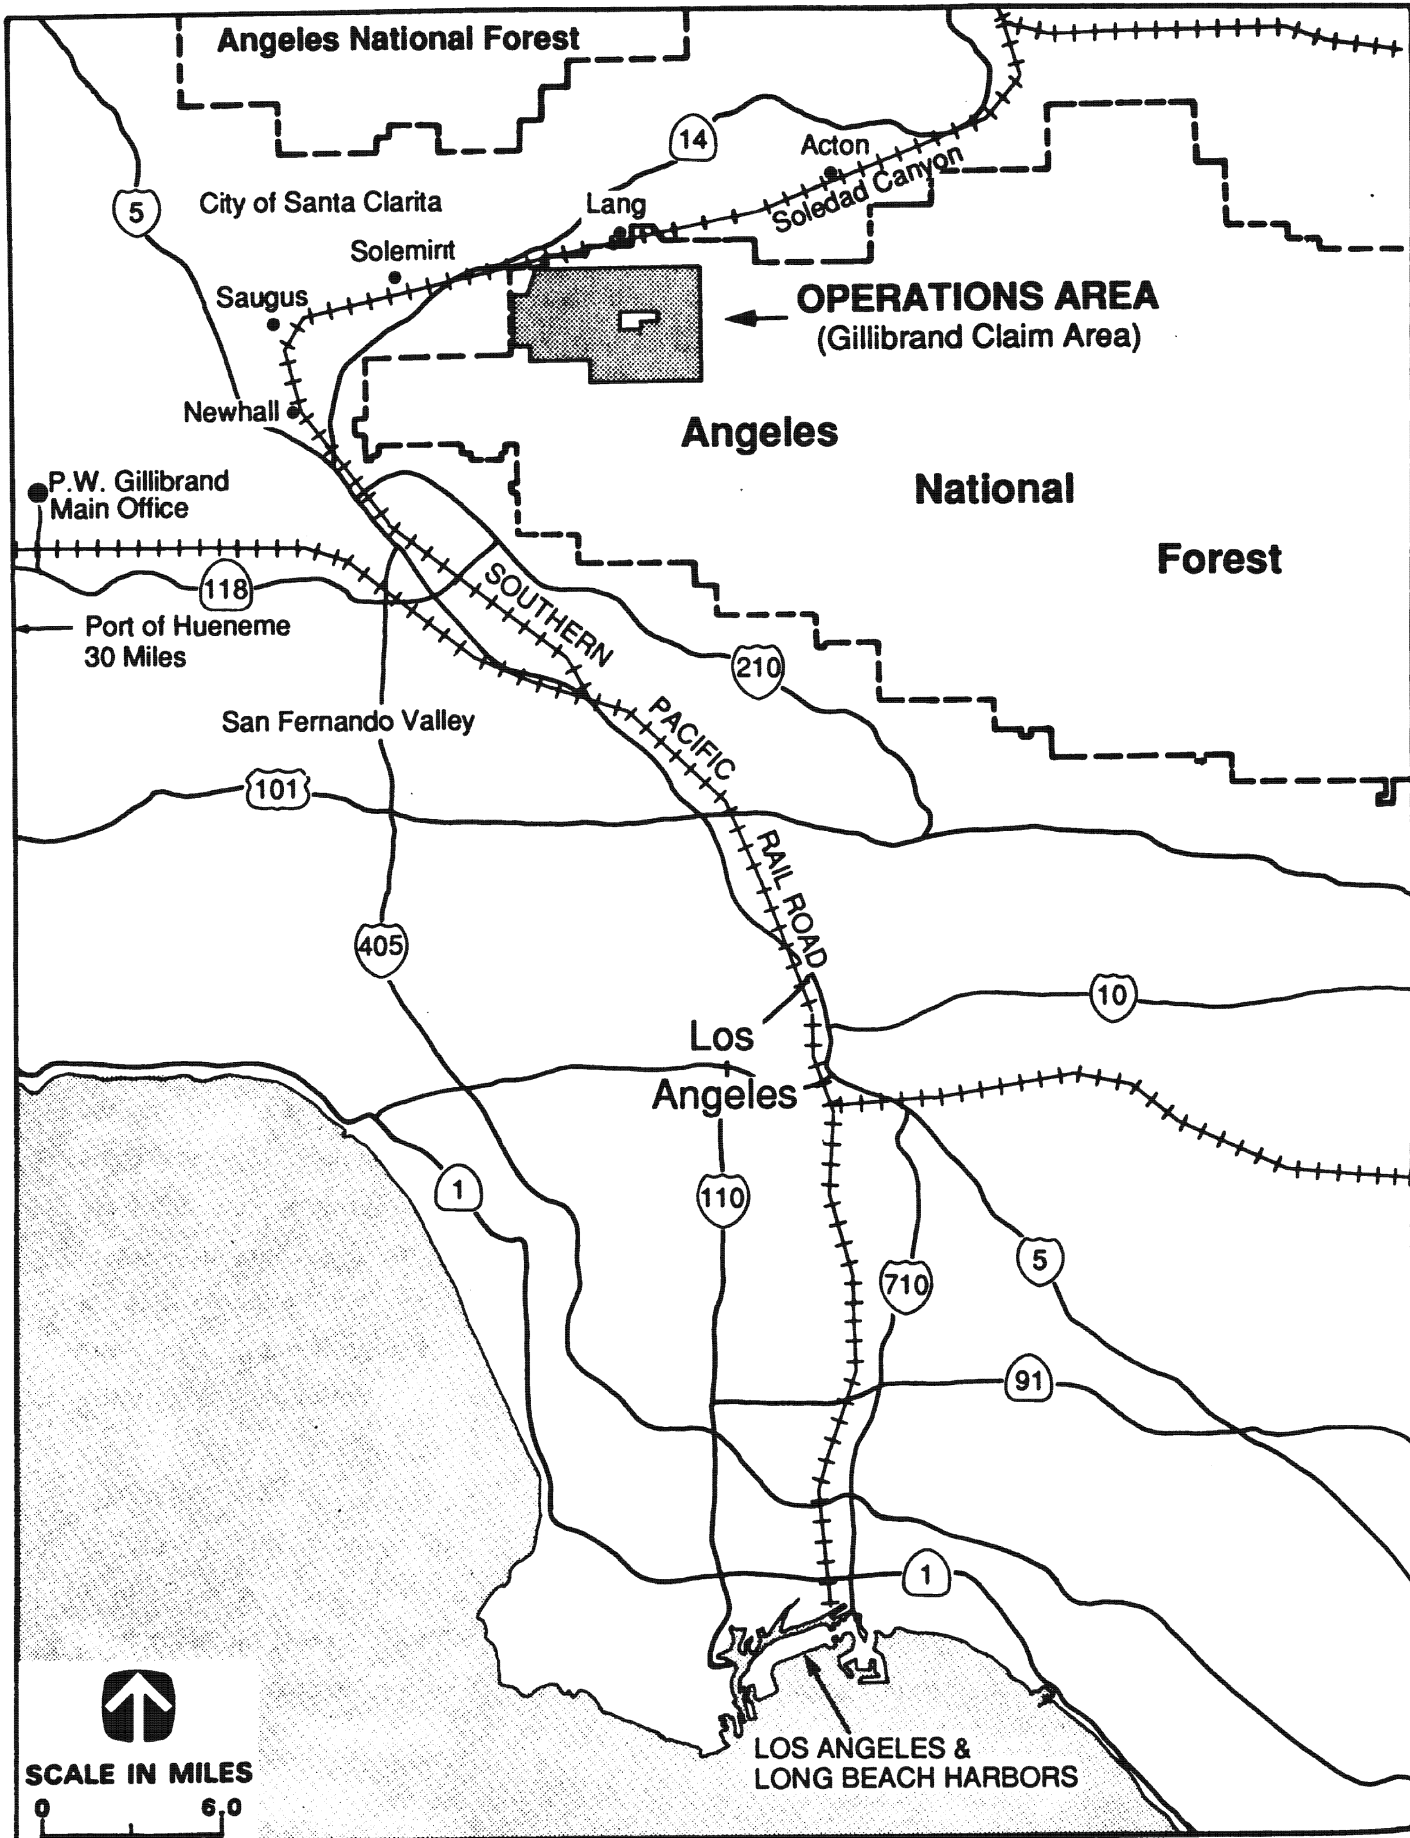 Angeles National Forest
14
Acton
Soledad Canyon
5
City of Santa Clarita
Lang
Solemint
Saugus
OPERATIONS AREA
(Gillibrand Claim Area)
Newhall
Angeles
National
Forest
P.W. Gillibrand
Main Office
118
SOUTHERN
Port of Hueneme
30 Miles
210
PACIFIC
San Fernando Valley
101
RAIL ROAD
405
10
Los
Angeles
1
110
5
710
91
1
LOS ANGELES &
LONG BEACH HARBORS
SCALE IN MILES
0 6.0